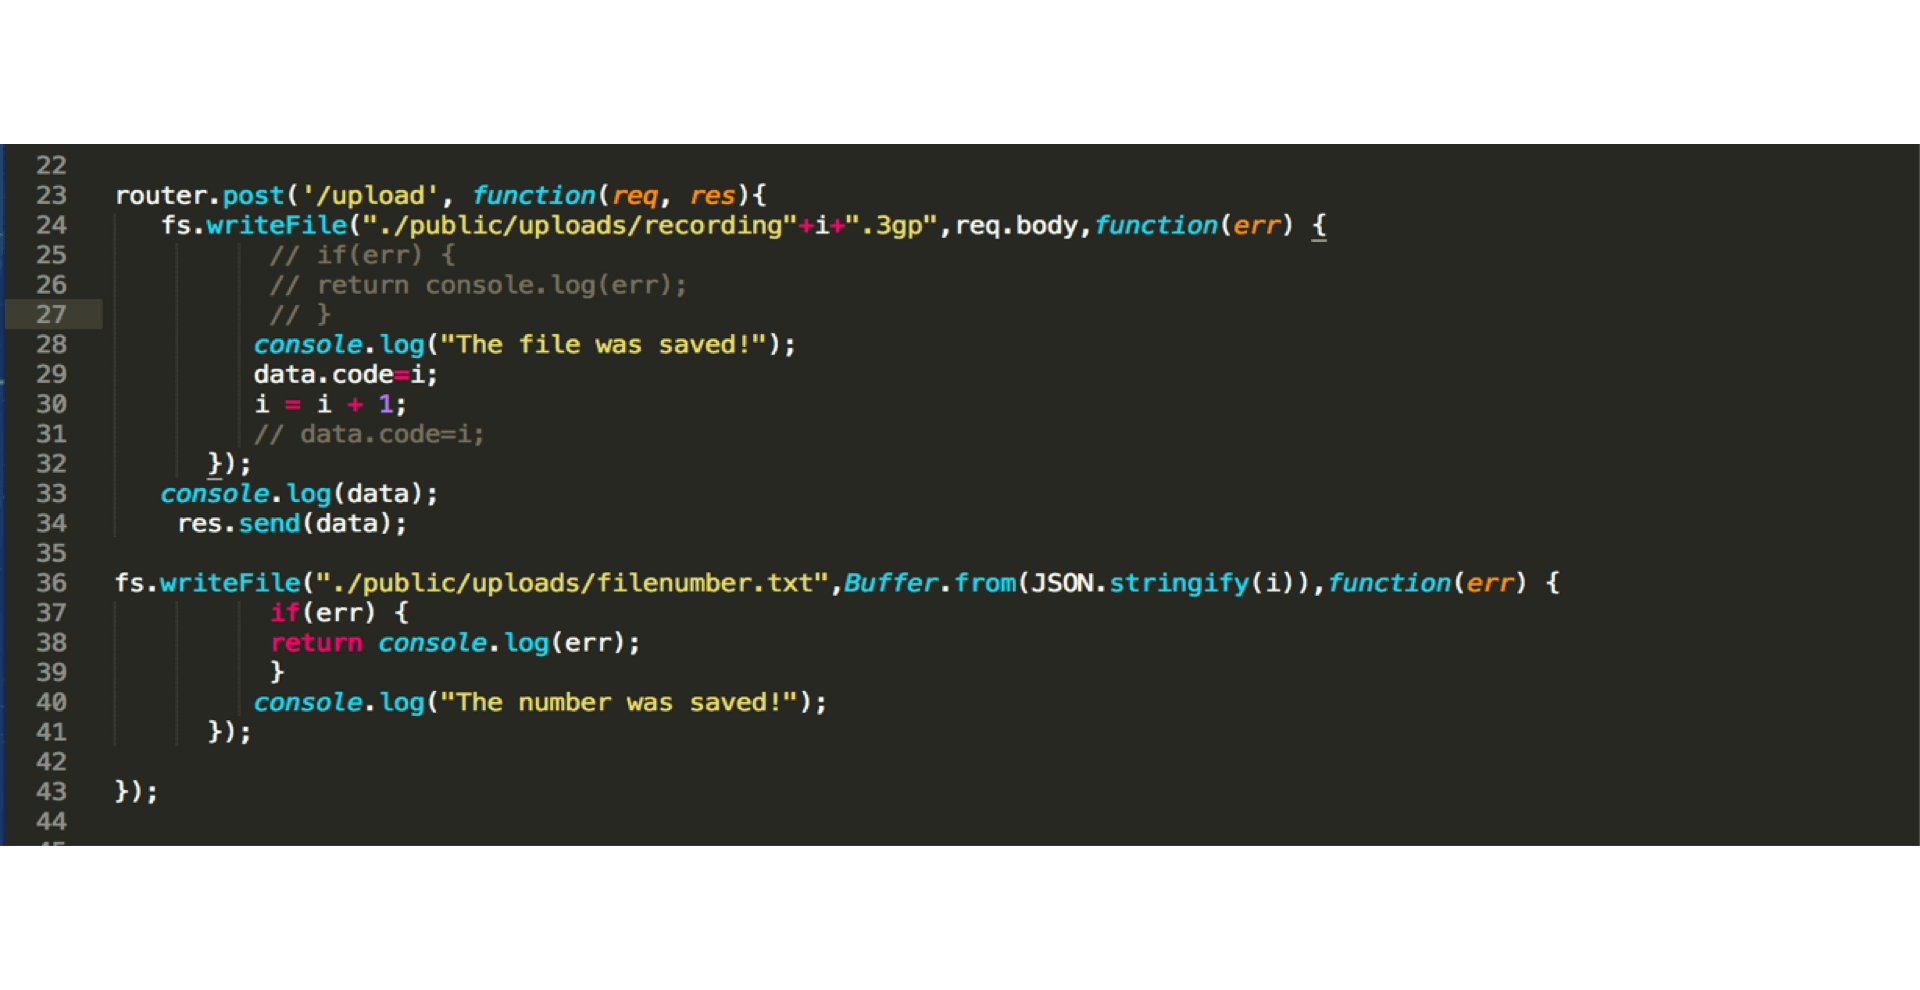 22
23 router.post('/upload', function(req, res){
24 fs.writeFile("./public/uploads/recording"+i+".3gp",req.body,function(err) {
25 // if(err) {
26 // return console.log(err);
27 // }
28 console.log("The file was saved!");
29 data.code=i;
30 i = i + 1;
31 // data.code=i;
32 });
33 console.log(data);
34 res.send(data);
35
36 fs.writeFile("./public/uploads/filenumber.txt",Buffer.from(JSON.stringify(i)),function(err) {
37 if(err) {
38 return console.log(err);
39 }
40 console.log("The number was saved!");
41 });
42
43 });
44